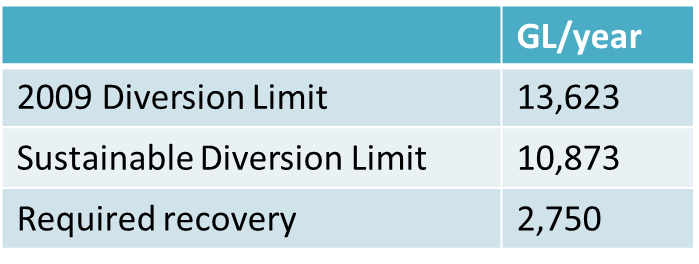 GL/year
2009 Diversion Limit 13,623
Sustainable Diversion Limit 10,873
Required recovery 2,750